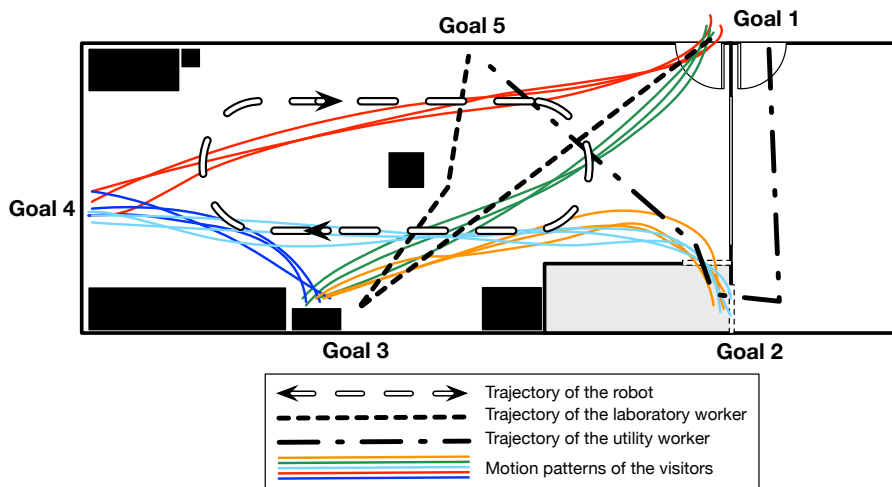 Goal 5
Goal 1
Goal 4
Goal 3
Goal 2
Trajectory of the robot
Trajectory of the laboratory worker
Trajectory of the utility worker
Motion patterns of the visitors